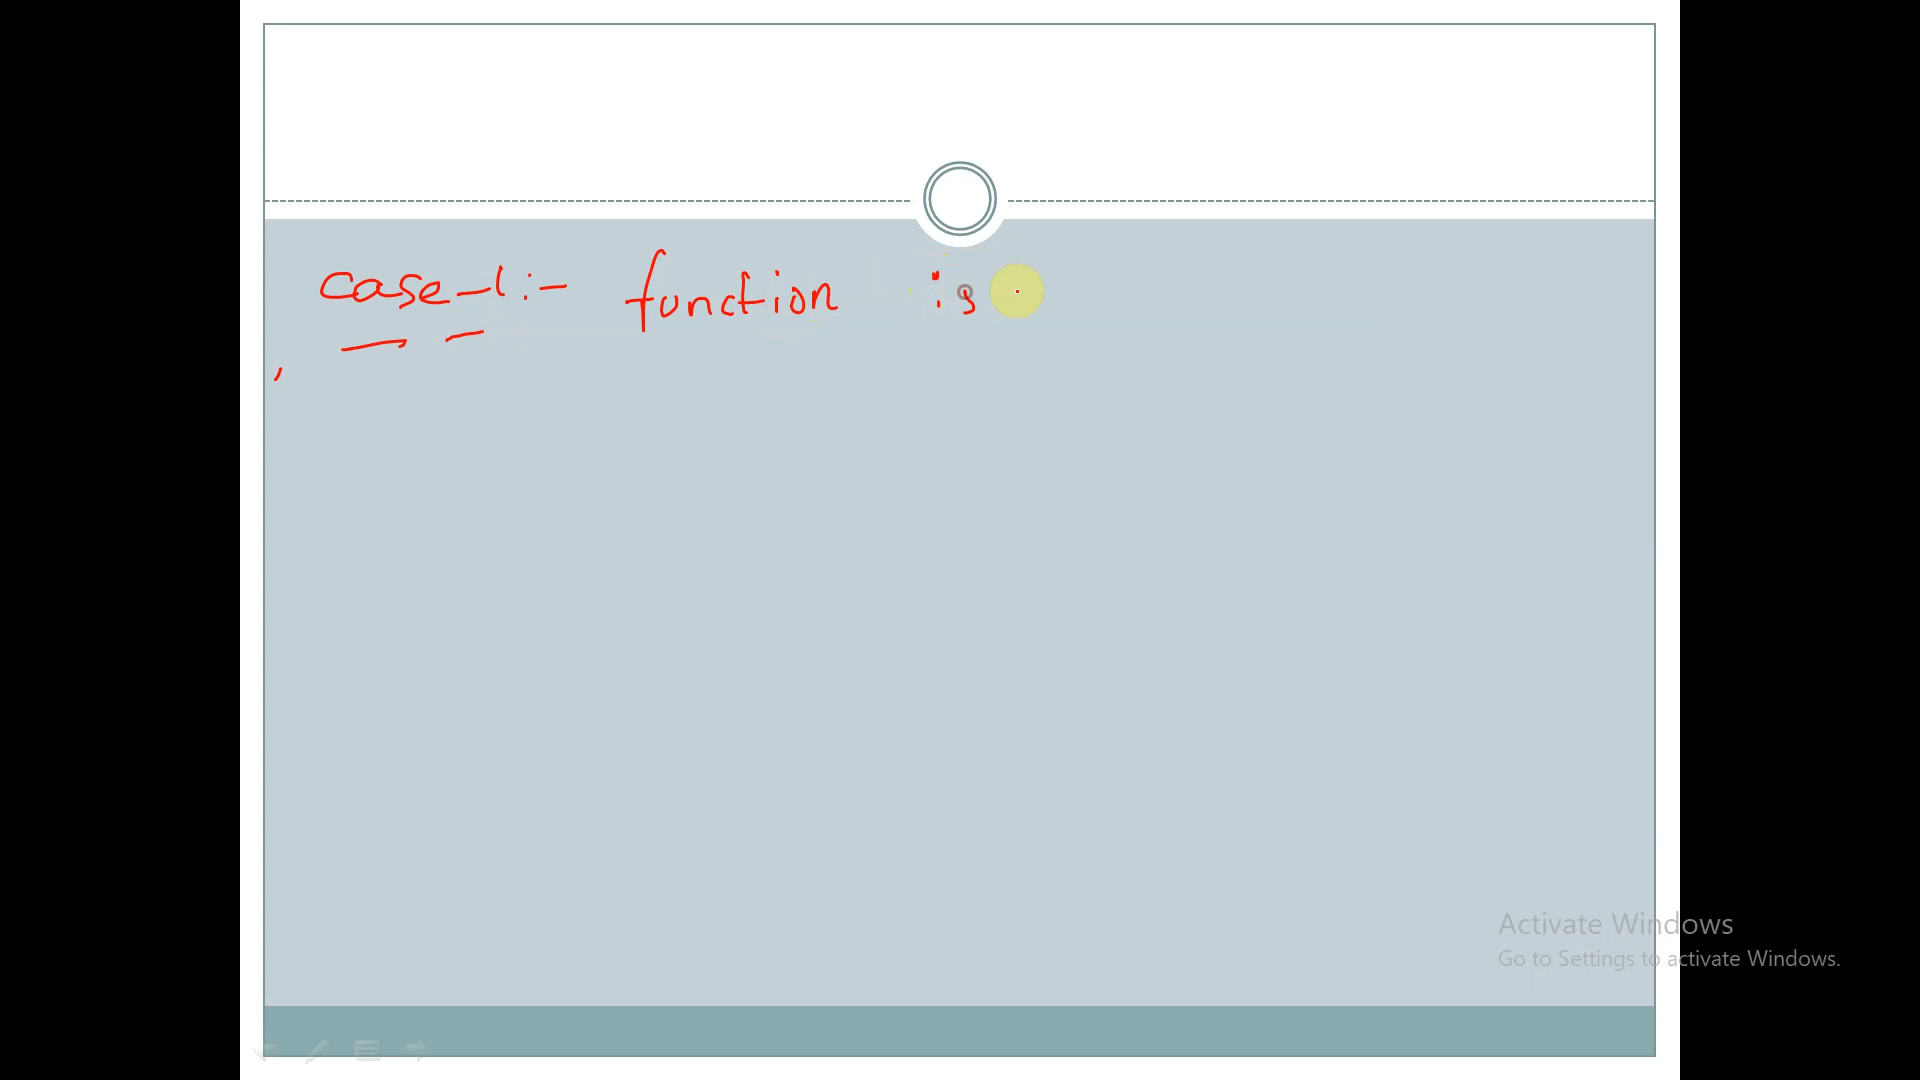 case-1:- function is
Activate Windows
Go to Settings to activate Windows.